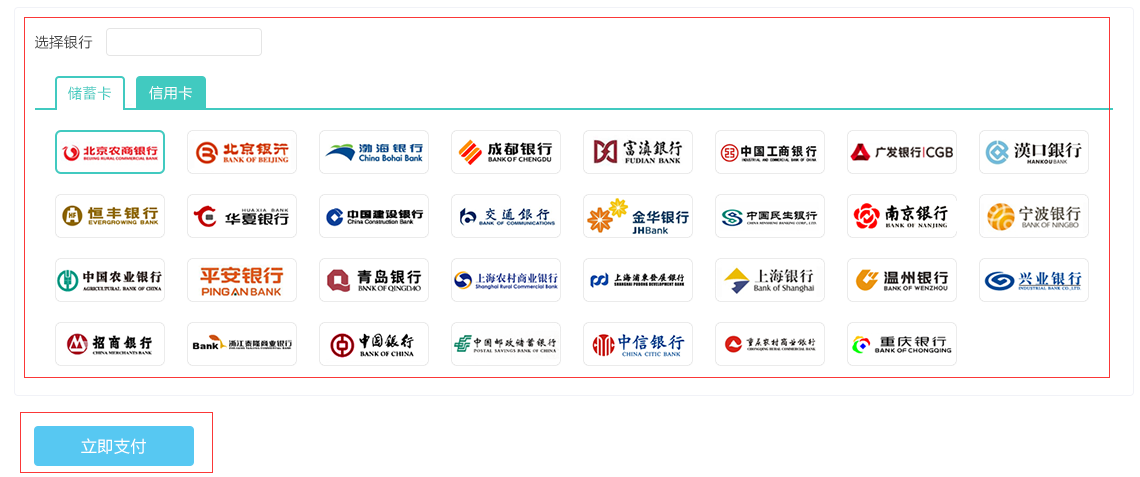 选择银行
储蓄卡 信用卡
北京农商银行 北京银行 渤海银行 成都银行 富滇银行 中国工商银行 广发银行|CGB 漢口銀行
BEIJING RURAL COMMERCIAL BANK BANK OF BEIJING China Bohai Bank BANK OF CHENGDU FUDIAN BANK INDUSTRIAL AND COMMERCIAL BANK OF CHINA HANKOUBANK
恒丰银行 HUAXIA BANK 华夏银行 中国建设银行 交通银行 金华银行 中国民生银行 南京银行 宁波银行
EVERGROWING BANK China Construction Bank BANK OF COMMUNICATIONS JHBank CHINA MINSHENG BANKING CORP.,LTD. BANK OF NANJING BANK OF NINGBO
中国农业银行 平安银行 青岛银行 上海农村商业银行 上海浦東發展銀行 上海银行 温州银行 兴业银行
AGRICULTURAL BANK OF CHINA PINGAN BANK BANK OF QINGDAO Shanghai Rural Commercial Bank SHANGHAI PUDONG DEVELOPMENT BANK Bank of Shanghai BANK OF WENZHOU INDUSTRIAL BANK CO.,LTD.
招商银行 Bank 浙江泰隆商业银行 中国银行 中国邮政储蓄银行 中信银行 重庆农村商业银行 重庆银行
CHINA MERCHANTS BANK BANK OF CHINA POSTAL SAVINGS BANK OF CHINA CHINA CITIC BANK CHONGQING RURAL COMMERCIAL BANK BANK OF CHONGQING
立即支付